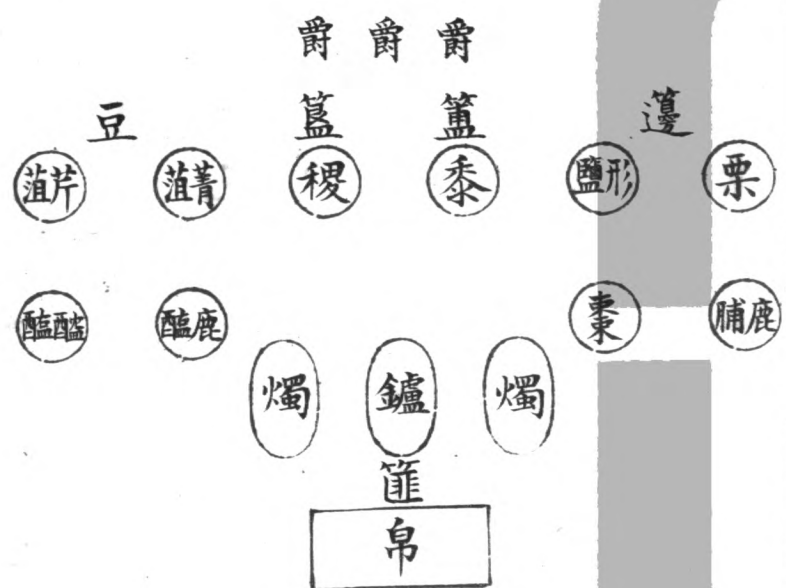 爵 爵 爵
籩 簠 簋 豆
栗 形鹽 黍 稷 菁菹 芹菹
鹿脯 棗 鹿醢 醓醢
燭 鑪 燭
篚
帛